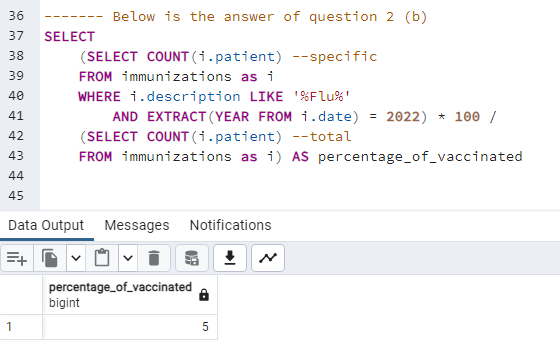 36 ------- Below is the answer of question 2 (b)
37 SELECT
38 (SELECT COUNT(i.patient) --specific
39 FROM immunizations as i
40 WHERE i.description LIKE '%Flu%'
41 AND EXTRACT(YEAR FROM i.date) = 2022) * 100 /
42 (SELECT COUNT(i.patient) --total
43 FROM immunizations as i) AS percentage_of_vaccinated
44
45
Data Output Messages Notifications
percentage_of_vaccinated
bigint
1 5